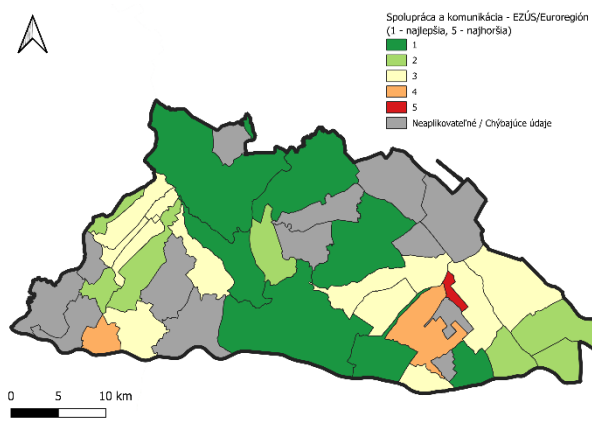 Spolupráca a komunikácia - EZÚS/Euroregión
(1 - najlepšia, 5 - najhoršia)
1
2
3
4
5
Neaplikovateľné / Chýbajúce údaje
0 5 10 km